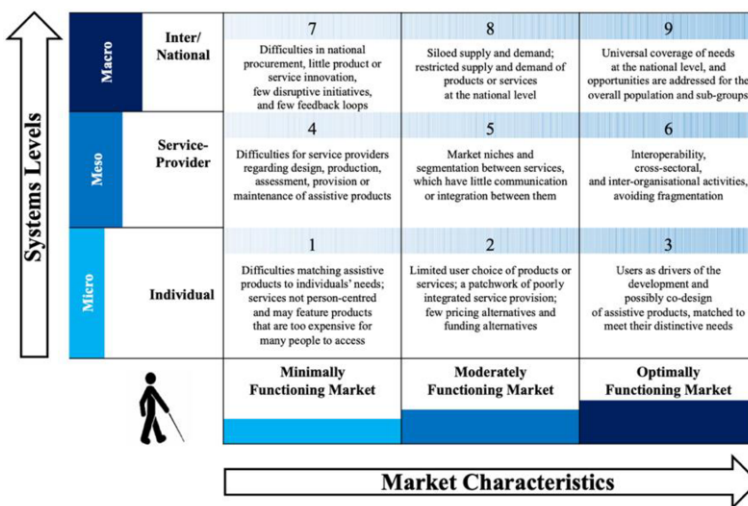 Systems Levels
Macro
Inter/
National
7
Difficulties in national
procurement, little product or
service innovation,
few disruptive initiatives,
and few feedback loops
8
Siloed supply and demand;
restricted supply and demand of
products or services
at the national level
9
Universal coverage of needs
at the national level, and
opportunities are addressed for the
overall population and sub-groups
Meso
Service-
Provider
4
Difficulties for service providers
regarding design, production,
assessment, provision or
maintenance of assistive products
5
Market niches and
segmentation between services,
which have little communication
or integration between them
6
Interoperability,
cross-sectoral,
and inter-organisational activities,
avoiding fragmentation
Micro
Individual
1
Difficulties matching assistive
products to individuals' needs;
services not person-centred
and may feature products
that are too expensive for
many people to access
2
Limited user choice of products or
services; a patchwork of poorly
integrated service provision;
few pricing alternatives and
funding alternatives
3
Users as drivers of the
development and
possibly co-design
of assistive products, matched to
meet their distinctive needs
Minimally
Functioning Market
Moderately
Functioning Market
Optimally
Functioning Market
Market Characteristics